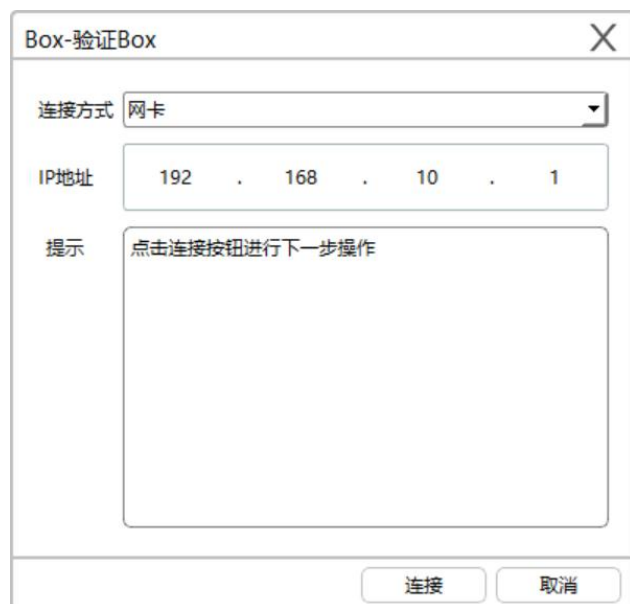 Box-验证Box
连接方式 网卡
IP地址 192 . 168 . 10 . 1
提示 点击连接按钮进行下一步操作
连接 取消